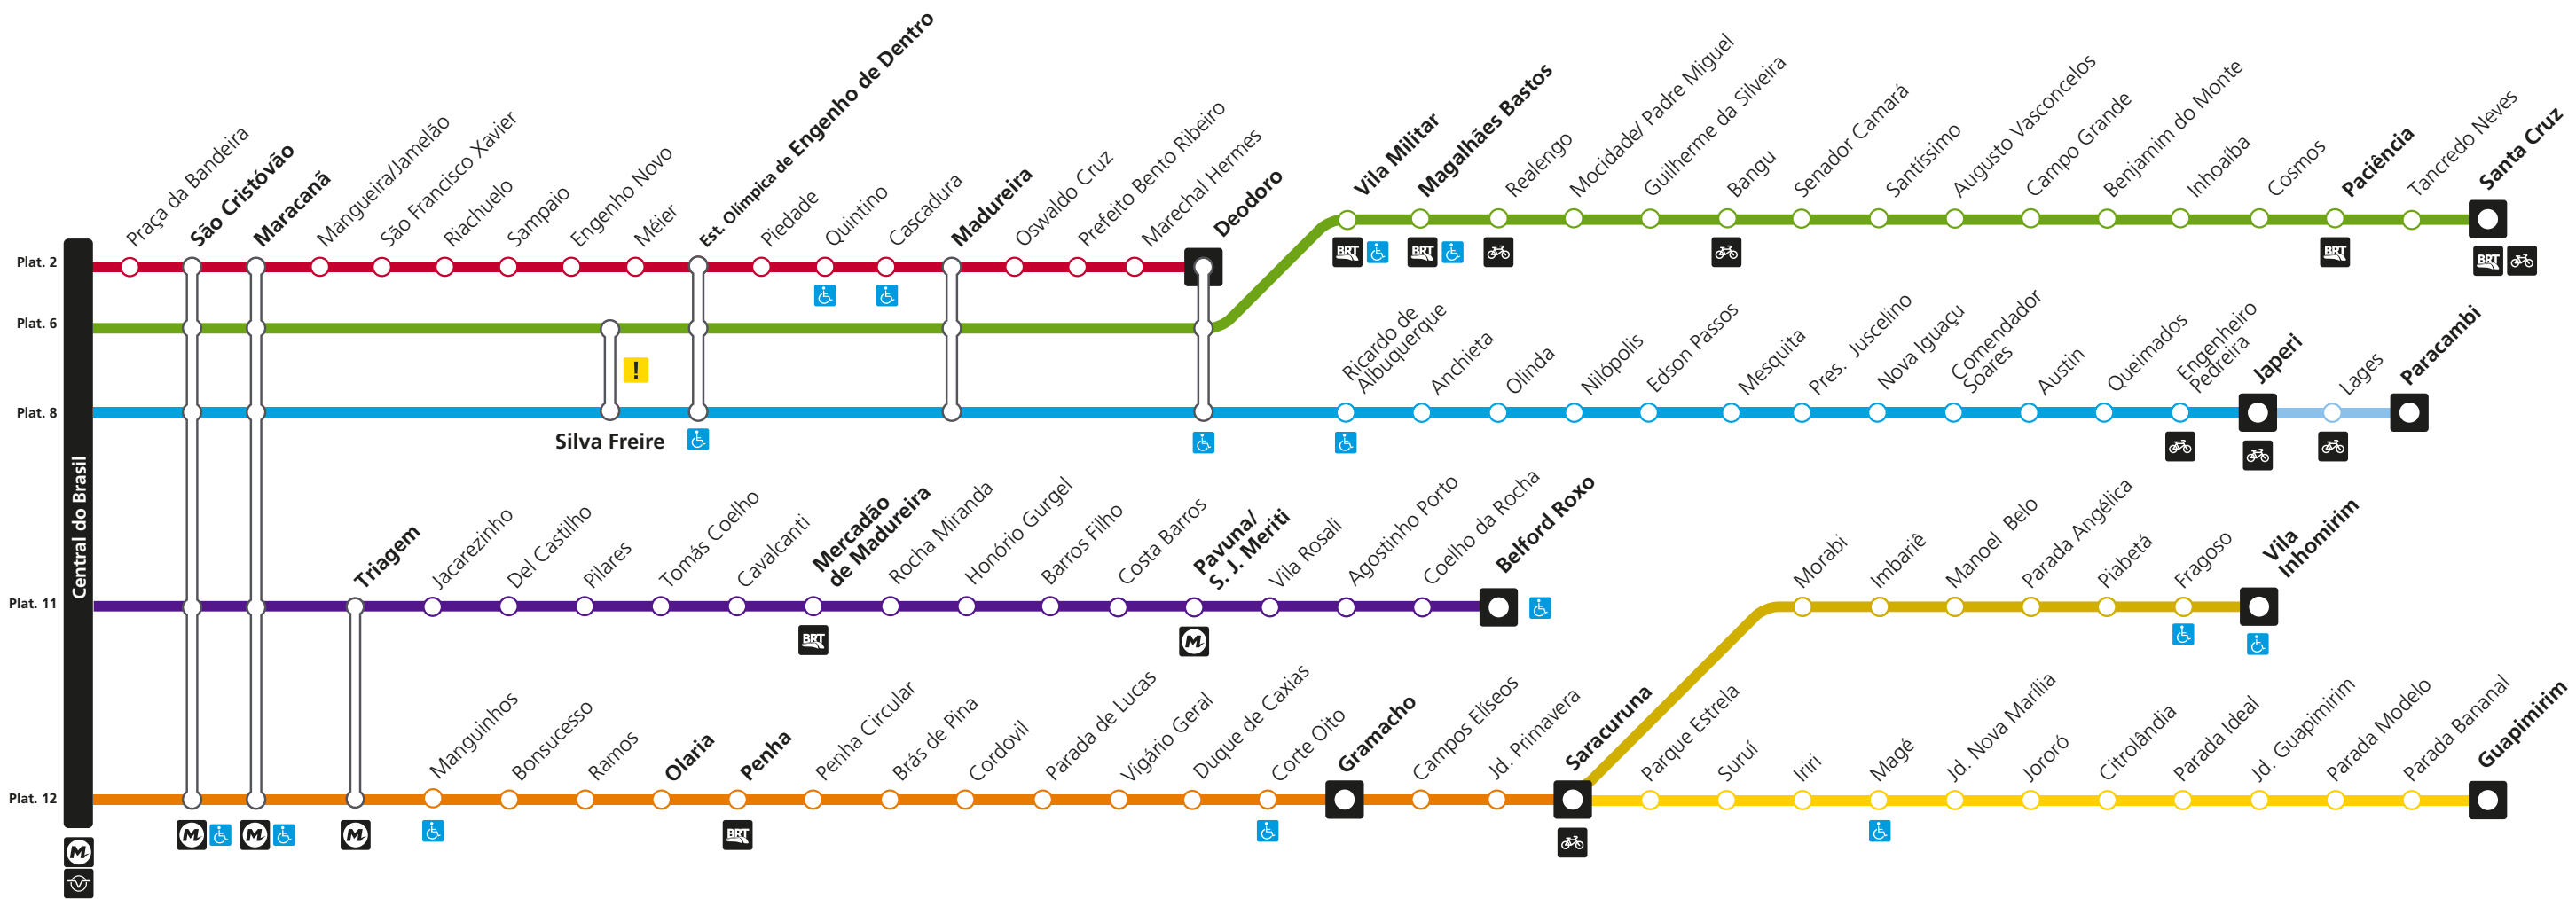 Praça da Bandeira
São Cristóvão
Maracanã
Mangueira/Jamelão
São Francisco Xavier
Riachuelo
Sampaio
Engenho Novo
Méier
Est. Olímpica de Engenho de Dentro
Piedade
Quintino
Cascadura
Madureira
Oswaldo Cruz
Prefeito Bento Ribeiro
Marechal Hermes
Deodoro
Vila Militar
Magalhães Bastos
Realengo
Mocidade/ Padre Miguel
Guilherme da Silveira
Bangu
Senador Camará
Santíssimo
Augusto Vasconcelos
Campo Grande
Benjamim do Monte
Inhoaíba
Cosmos
Paciência
Tancredo Neves
Santa Cruz
Plat. 2
BRT
BRT
BRT
BRT
Plat. 6
!
Plat. 8
Silva Freire
Ricardo de
Albuquerque
Anchieta
Olinda
Nilópolis
Edson Passos
Mesquita
Pres. Juscelino
Nova Iguaçu
Comendador
Soares
Austin
Queimados
Engenheiro
Pedreira
Japeri
Lages
Paracambi
Central do Brasil
Plat. 11
Triagem
Jacarezinho
Del Castilho
Pilares
Tomás Coelho
Cavalcanti
Mercadão
de Madureira
Rocha Miranda
Honório Gurgel
Barros Filho
Costa Barros
Pavuna/
S. J. Meriti
Vila Rosali
Agostinho Porto
Coelho da Rocha
Belford Roxo
BRT
M
Morabi
Imbariê
Manoel Belo
Parada Angélica
Piabetá
Fragoso
Vila
Inhomirim
Plat. 12
Manguinhos
Bonsucesso
Ramos
Olaria
Penha
Penha Circular
Brás de Pina
Cordovil
Parada de Lucas
Vigário Geral
Duque de Caxias
Corte Oito
Gramacho
Campos Elíseos
Jd. Primavera
Saracuruna
Parque Estrela
Suruí
Iriri
Magé
Jd. Nova Marília
Jororó
Citrolândia
Parada Ideal
Jd. Guapimirim
Parada Modelo
Parada Bananal
Guapimirim
M
M
M
BRT
M